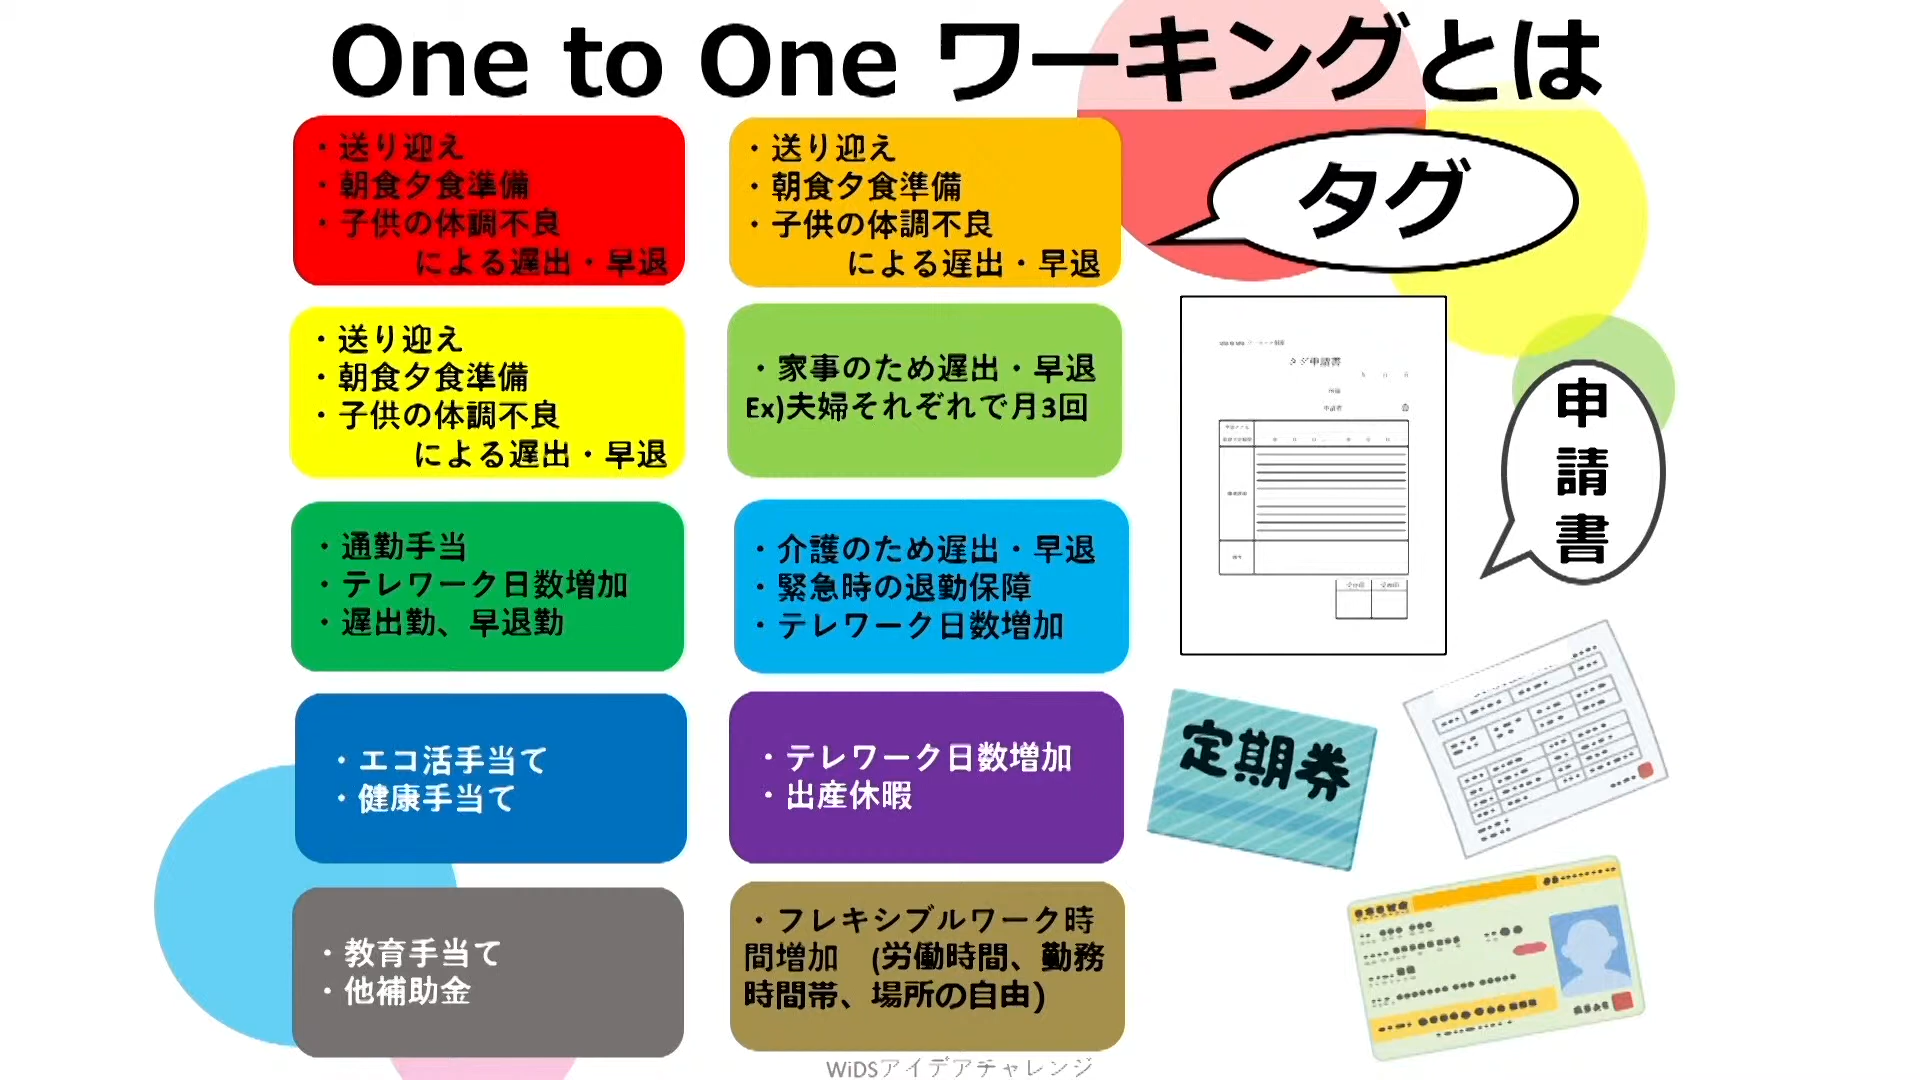 One to One ワーキングとは
・送り迎え
・朝食夕食準備
・子供の体調不良
による遅出・早退
・送り迎え
・朝食夕食準備
・子供の体調不良
による遅出・早退
タグ
・送り迎え
・朝食夕食準備
・子供の体調不良
による遅出・早退
・家事のため遅出・早退
Ex)夫婦それぞれで月3回
タグ申請書
申請書
・通勤手当
・テレワーク日数増加
・遅出勤、早退勤
・介護のため遅出・早退
・緊急時の退勤保障
・テレワーク日数増加
・エコ活手当て
・健康手当て
・テレワーク日数増加
・出産休暇
定期券
・教育手当て
・他補助金
・フレキシブルワーク時
間増加 (労働時間、勤務
時間帯、場所の自由)
WiDSアイデアチャレンジ